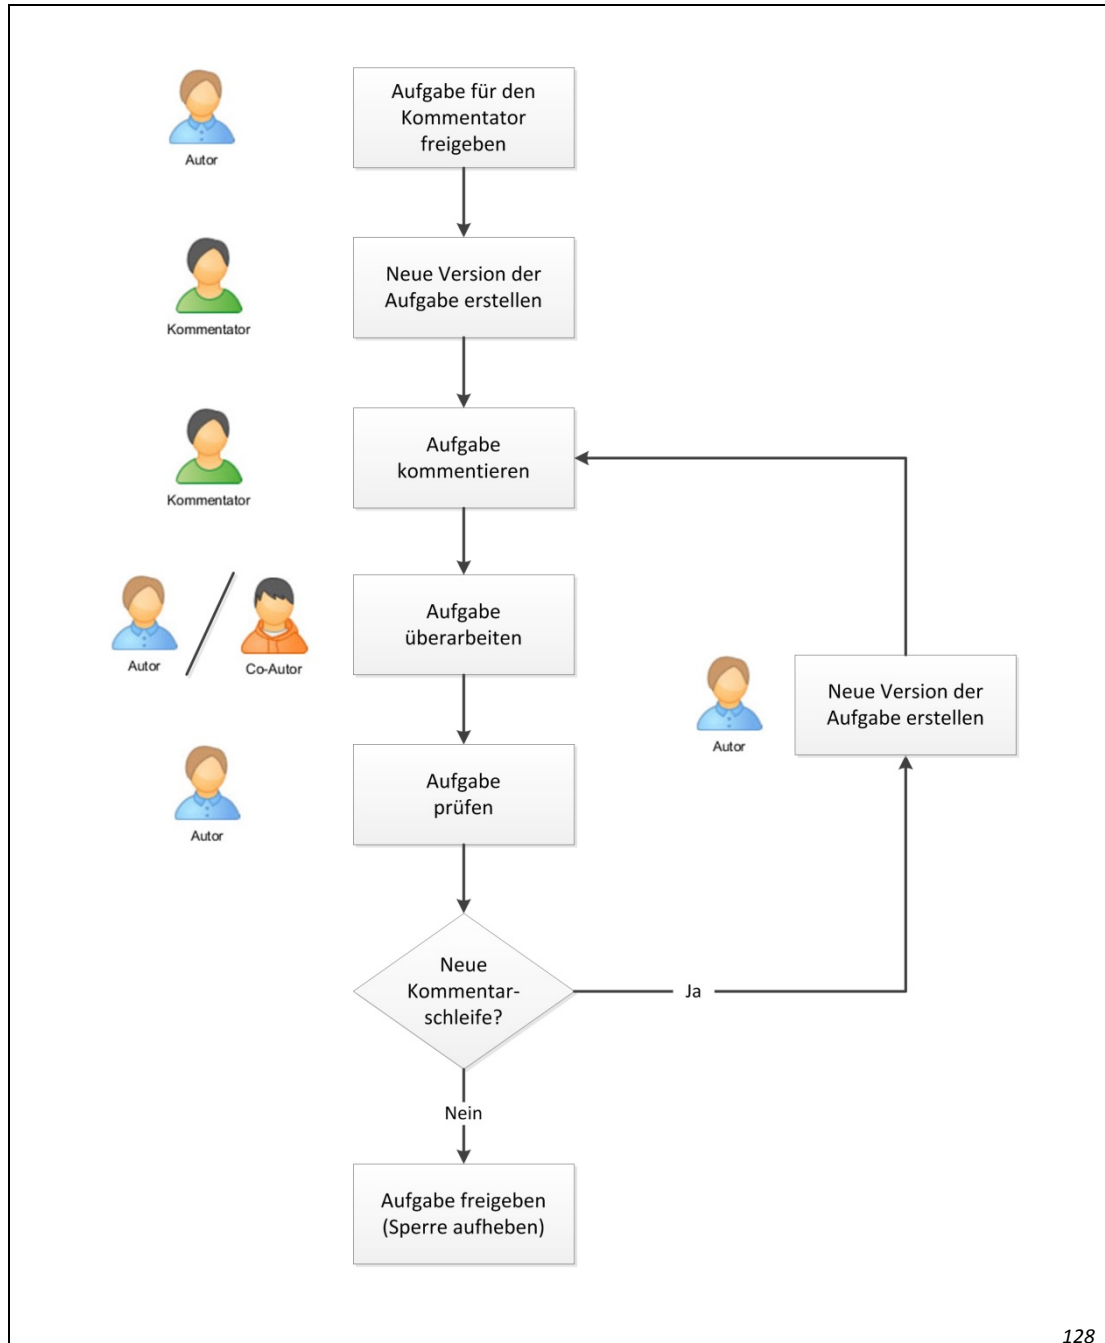 Aufgabe für den
Kommentator
freigeben
Autor
Neue Version der
Aufgabe erstellen
Kommentator
Aufgabe
kommentieren
Kommentator
Aufgabe
überarbeiten
Autor
Co-Autor
Neue Version der
Aufgabe erstellen
Autor
Aufgabe
prüfen
Autor
Neue
Kommentar-
schleife?
Ja
Nein
Aufgabe freigeben
(Sperre aufheben)
128